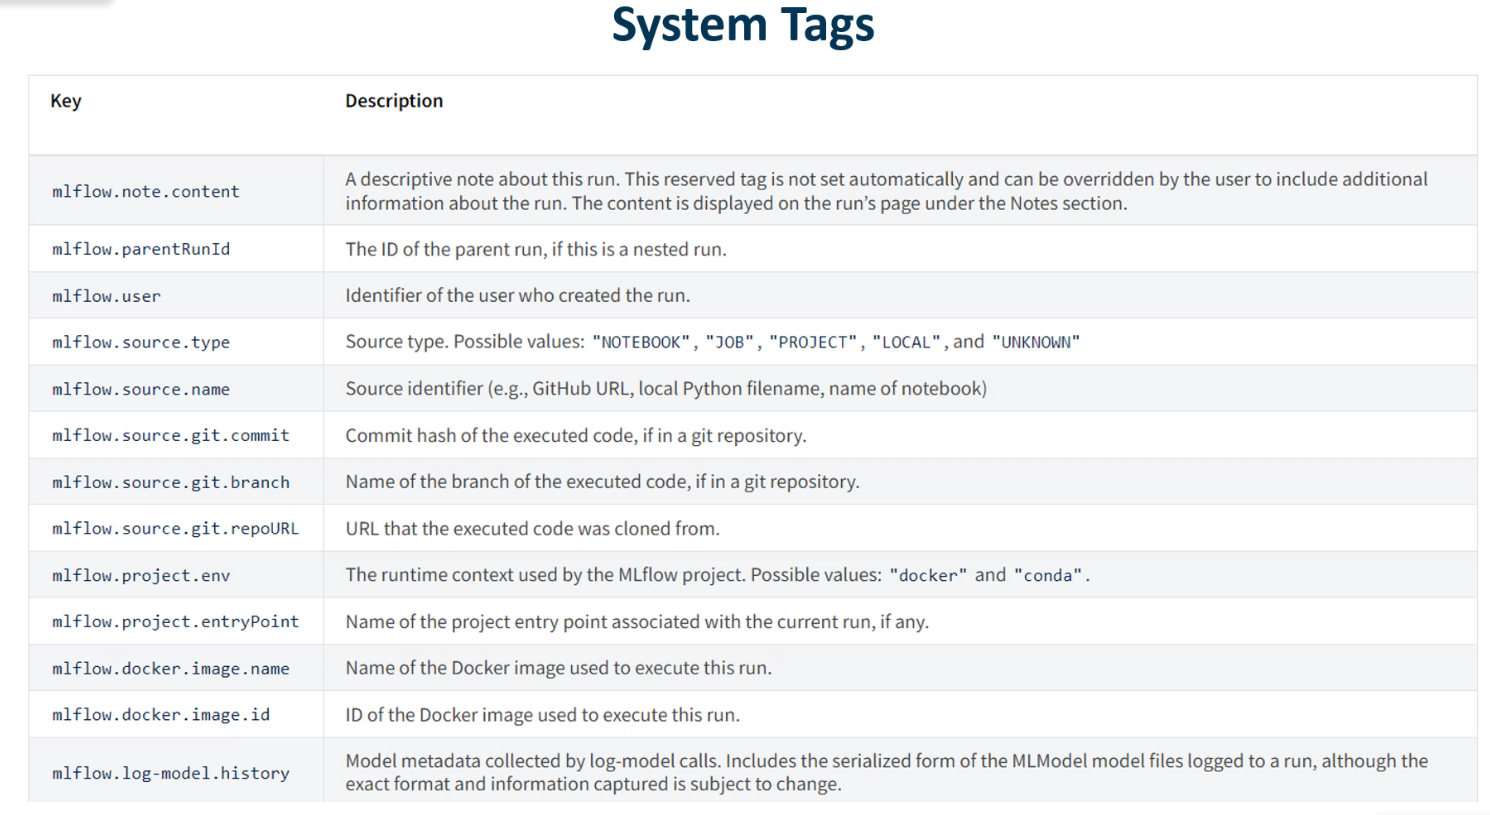 System Tags
Key Description
mlflow.note.content A descriptive note about this run. This reserved tag is not set automatically and can be overridden by the user to include additional
information about the run. The content is displayed on the run’s page under the Notes section.
mlflow.parentRunId The ID of the parent run, if this is a nested run.
mlflow.user Identifier of the user who created the run.
mlflow.source.type Source type. Possible values: "NOTEBOOK", "JOB", "PROJECT", "LOCAL", and "UNKNOWN"
mlflow.source.name Source identifier (e.g., GitHub URL, local Python filename, name of notebook)
mlflow.source.git.commit Commit hash of the executed code, if in a git repository.
mlflow.source.git.branch Name of the branch of the executed code, if in a git repository.
mlflow.source.git.repoURL URL that the executed code was cloned from.
mlflow.project.env The runtime context used by the MLflow project. Possible values: "docker" and "conda".
mlflow.project.entryPoint Name of the project entry point associated with the current run, if any.
mlflow.docker.image.name Name of the Docker image used to execute this run.
mlflow.docker.image.id ID of the Docker image used to execute this run.
mlflow.log-model.history Model metadata collected by log-model calls. Includes the serialized form of the MLModel model files logged to a run, although the
exact format and information captured is subject to change.